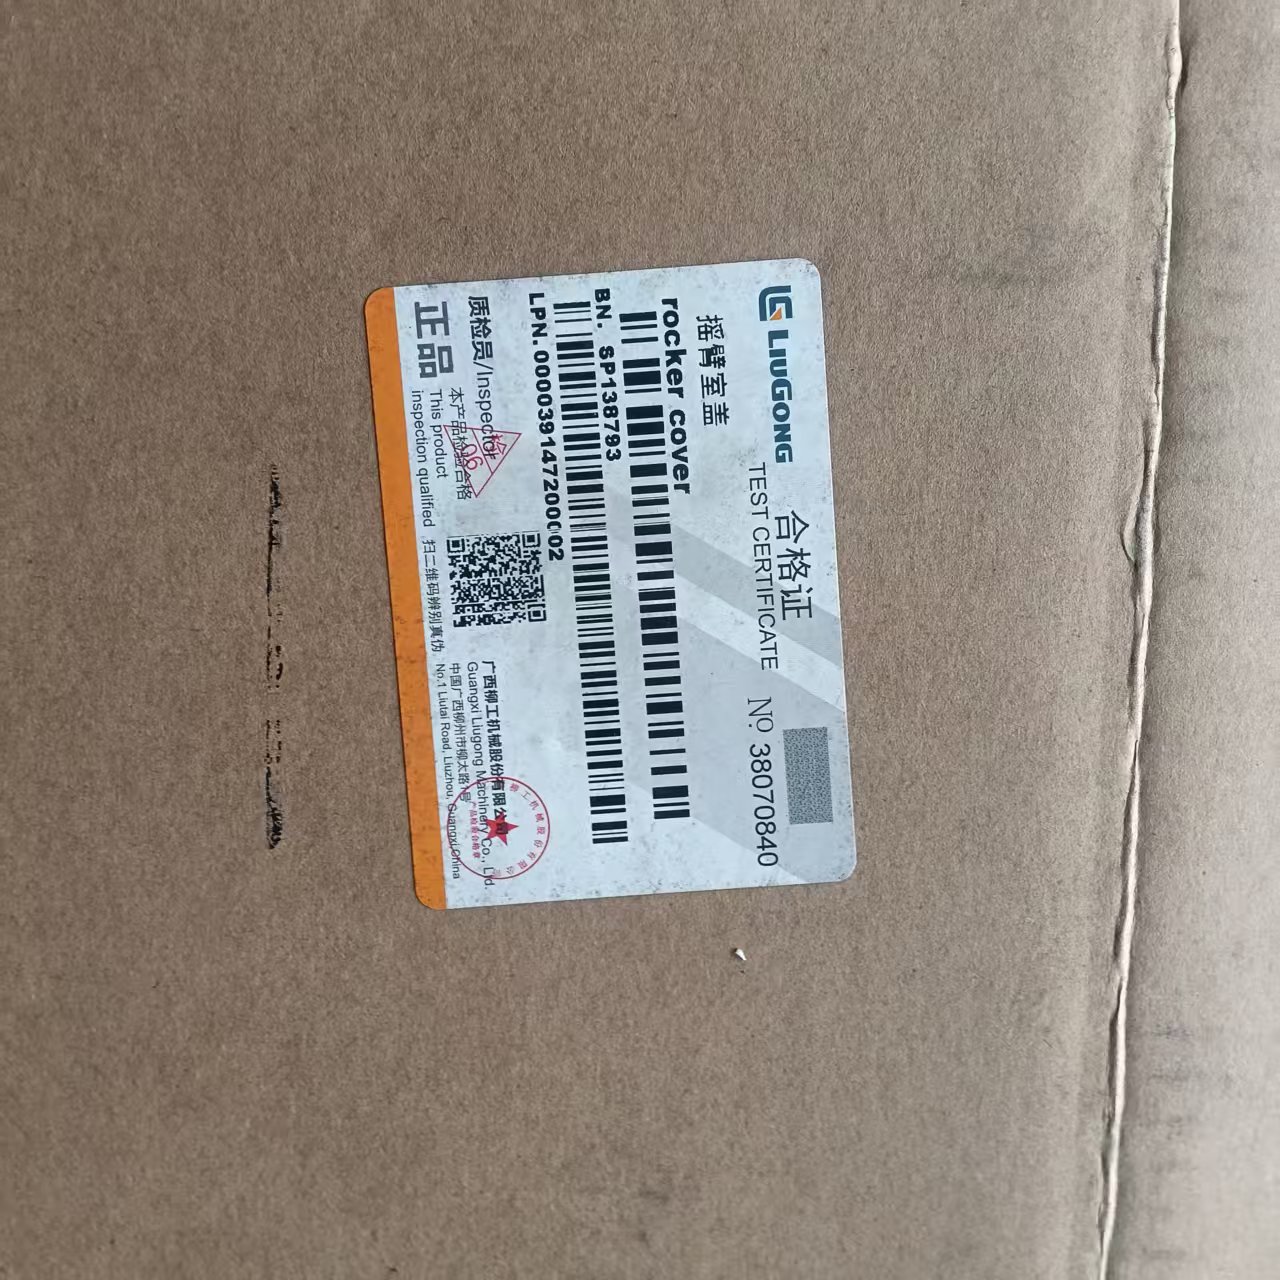 LIUGONG
合格证
TEST CERTIFICATE
№ 38070840
摇臂室盖
rocker cover
BN. SP138793
LPN. 00003914720002
质检员/Inspector
检
06
正品
本产品检验合格
This product
inspection qualified
扫二维码辨别真伪
广西柳工机械股份有限公司
Guangxi Liugong Machinery Co., Ltd.
中国广西柳州市柳太路1号
No.1 Liutai Road, Liuzhou, Guangxi,China